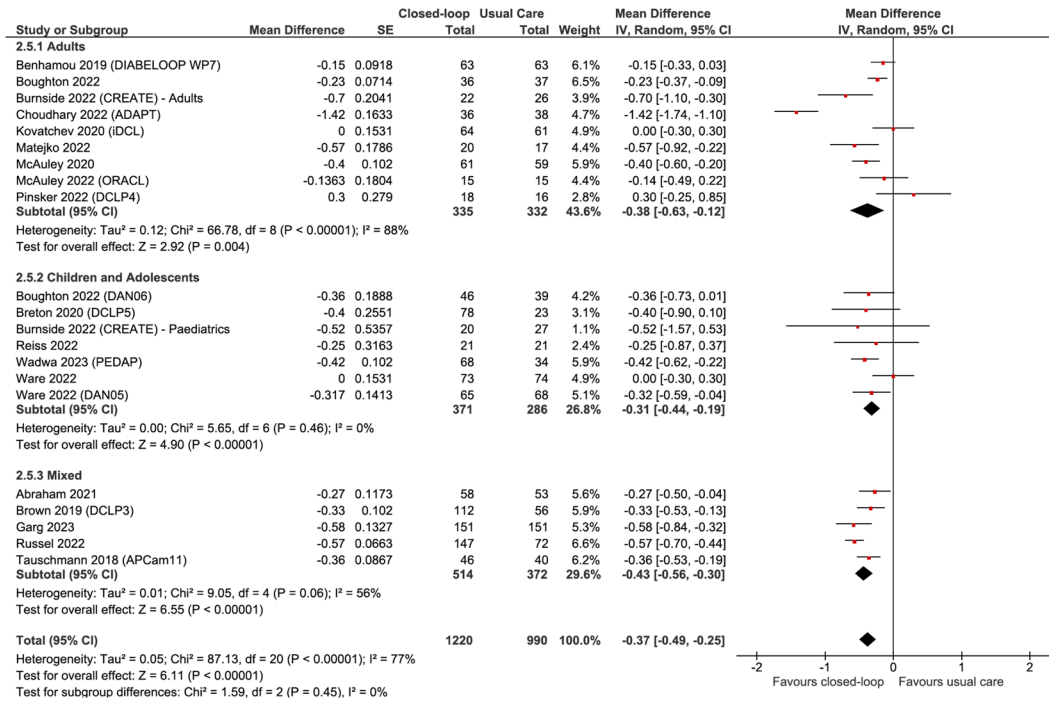 Closed-loop Usual Care Mean Difference Mean Difference
Study or Subgroup Mean Difference SE Total Total Weight IV, Random, 95% CI IV, Random, 95% CI
2.5.1 Adults
Benhamou 2019 (DIABELOOP WP7) -0.15 0.0918 63 63 6.1% -0.15 [-0.33, 0.03]
Boughton 2022 -0.23 0.0714 36 37 6.5% -0.23 [-0.37, -0.09]
Burnside 2022 (CREATE) - Adults -0.7 0.2041 22 26 3.9% -0.70 [-1.10, -0.30]
Choudhary 2022 (ADAPT) -1.42 0.1633 36 38 4.7% -1.42 [-1.74, -1.10]
Kovatchev 2020 (iDCL) 0 0.1531 64 61 4.9% 0.00 [-0.30, 0.30]
Matejko 2022 -0.57 0.1786 20 17 4.4% -0.57 [-0.92, -0.22]
McAuley 2020 -0.4 0.102 61 59 5.9% -0.40 [-0.60, -0.20]
McAuley 2022 (ORACL) -0.1363 0.1804 15 15 4.4% -0.14 [-0.49, 0.22]
Pinsker 2022 (DCLP4) 0.3 0.279 18 16 2.8% 0.30 [-0.25, 0.85]
Subtotal (95% CI) 335 332 43.6% -0.38 [-0.63, -0.12]
Heterogeneity: Tau² = 0.12; Chi² = 66.78, df = 8 (P < 0.00001); I² = 88%
Test for overall effect: Z = 2.92 (P = 0.004)
2.5.2 Children and Adolescents
Boughton 2022 (DAN06) -0.36 0.1888 46 39 4.2% -0.36 [-0.73, 0.01]
Breton 2020 (DCLP5) -0.4 0.2551 78 23 3.1% -0.40 [-0.90, 0.10]
Burnside 2022 (CREATE) - Paediatrics -0.52 0.5357 20 27 1.1% -0.52 [-1.57, 0.53]
Reiss 2022 -0.25 0.3163 21 21 2.4% -0.25 [-0.87, 0.37]
Wadwa 2023 (PEDAP) -0.42 0.102 68 34 5.9% -0.42 [-0.62, -0.22]
Ware 2022 0 0.1531 73 74 4.9% 0.00 [-0.30, 0.30]
Ware 2022 (DAN05) -0.317 0.1413 65 68 5.1% -0.32 [-0.59, -0.04]
Subtotal (95% CI) 371 286 26.8% -0.31 [-0.44, -0.19]
Heterogeneity: Tau² = 0.00; Chi² = 5.65, df = 6 (P = 0.46); I² = 0%
Test for overall effect: Z = 4.90 (P < 0.00001)
2.5.3 Mixed
Abraham 2021 -0.27 0.1173 58 53 5.6% -0.27 [-0.50, -0.04]
Brown 2019 (DCLP3) -0.33 0.102 112 56 5.9% -0.33 [-0.53, -0.13]
Garg 2023 -0.58 0.1327 151 151 5.3% -0.58 [-0.84, -0.32]
Russel 2022 -0.57 0.0663 147 72 6.6% -0.57 [-0.70, -0.44]
Tauschmann 2018 (APCam11) -0.36 0.0867 46 40 6.2% -0.36 [-0.53, -0.19]
Subtotal (95% CI) 514 372 29.6% -0.43 [-0.56, -0.30]
Heterogeneity: Tau² = 0.01; Chi² = 9.05, df = 4 (P = 0.06); I² = 56%
Test for overall effect: Z = 6.55 (P < 0.00001)
Total (95% CI) 1220 990 100.0% -0.37 [-0.49, -0.25]
Heterogeneity: Tau² = 0.05; Chi² = 87.13, df = 20 (P < 0.00001); I² = 77%
Test for overall effect: Z = 6.11 (P < 0.00001)
Test for subgroup differences: Chi² = 1.59, df = 2 (P = 0.45), I² = 0%
-2 -1 0 1 2
Favours closed-loop Favours usual care